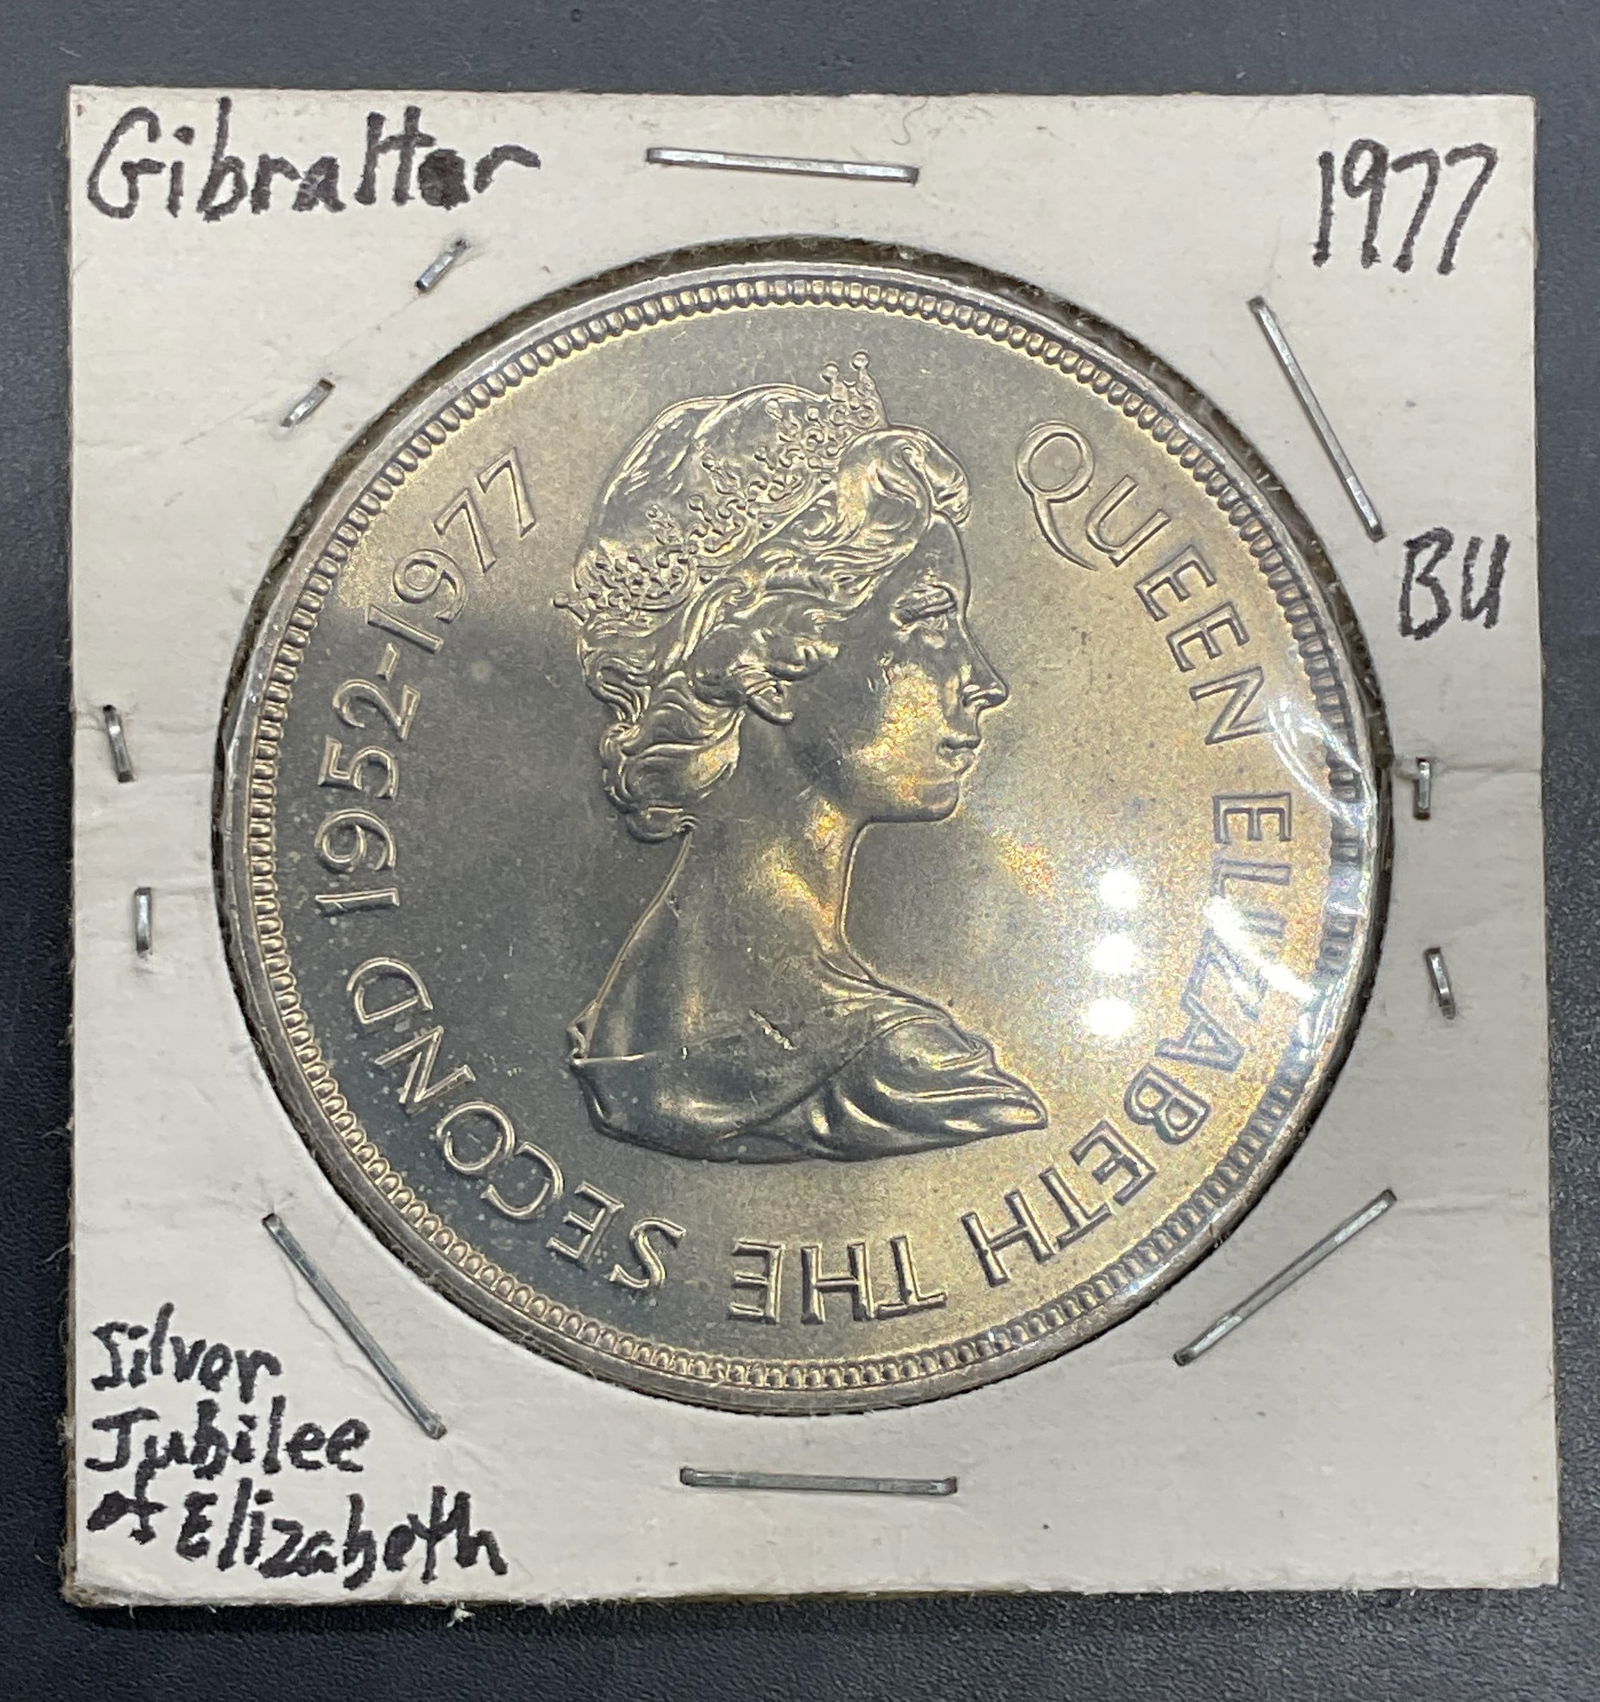 Gibraltar
1977
BU
QUEEN ELIZABETH THE SECOND 1952-1977
Silver
Jubilee
of Elizabeth